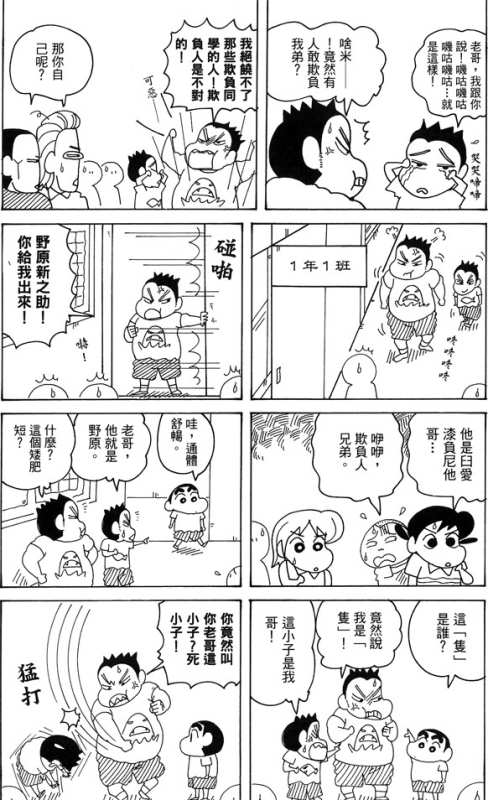 老哥，我跟你
說！嘰咕嘰咕
嘰咕嘰咕…就
是這樣！
哭哭啼啼
啥米——
！竟然有
人敢欺負
我弟？
我絕饒不了
那些欺負同
學的人！欺
負人是不對
的！
可惡
那你自
己呢？
1年1班
咚咚
咚咚
碰啪
野原新之助！
你給我出來！
嚇！
他是臼愛
漆負尼他
哥…
咿咿，
欺負人
兄弟。
哇，通體
舒暢。
老哥，
他就是
野原。
什麼？
這個矮肥
短？
這「隻」
是誰？
竟然說
我是「
隻」！
這小子是我
哥！
你竟然叫
你老哥這
小子？死
小子！
猛打